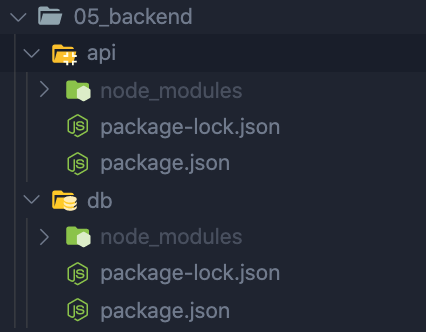 05_backend
api
node_modules
package-lock.json
package.json
db
node_modules
package-lock.json
package.json